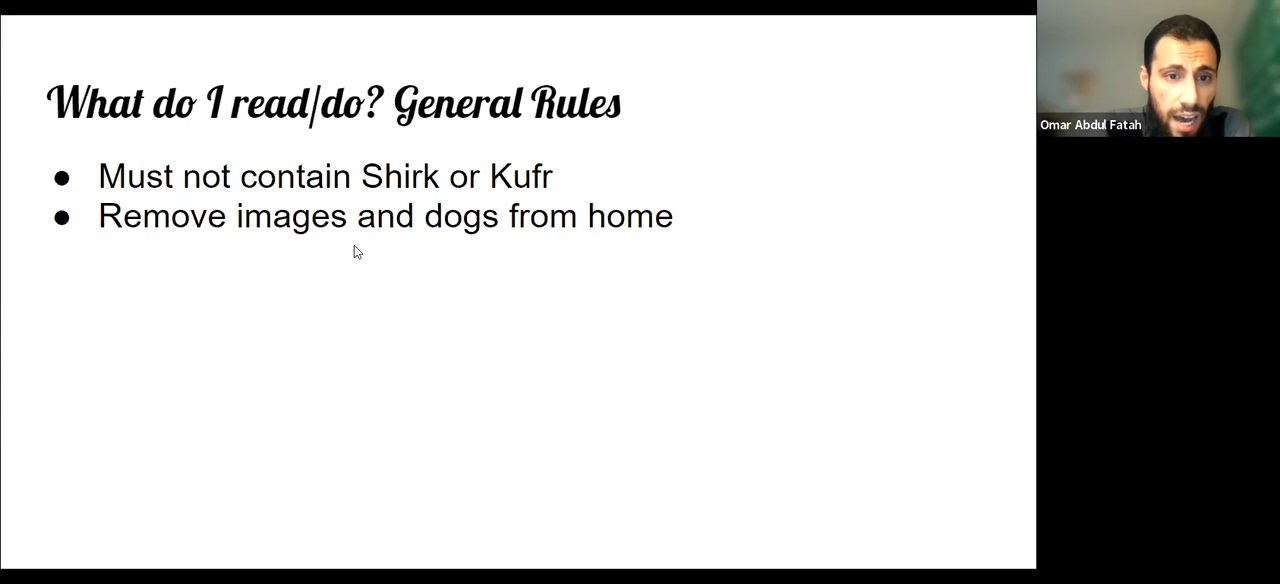 What do I read/do? General Rules
● Must not contain Shirk or Kufr
● Remove images and dogs from home
Omar Abdul Fatah